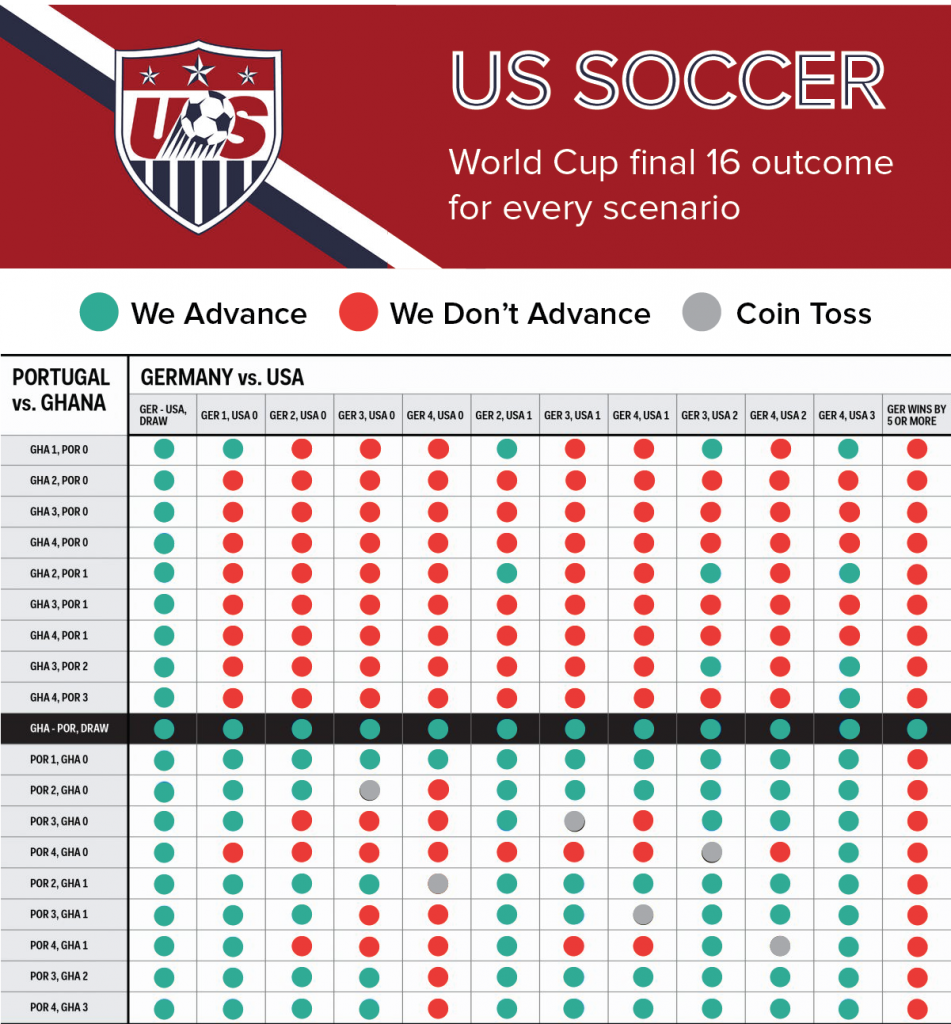 US
US SOCCER
World Cup final 16 outcome
for every scenario
We Advance
We Don't Advance
Coin Toss
PORTUGAL
vs. GHANA
GERMANY vs. USA
GER - USA,
DRAW
GER 1, USA 0
GER 2, USA 0
GER 3, USA 0
GER 4, USA 0
GER 2, USA 1
GER 3, USA 1
GER 4, USA 1
GER 3, USA 2
GER 4, USA 2
GER 4, USA 3
GER WINS BY
5 OR MORE
GHA 1, POR 0
GHA 2, POR 0
GHA 3, POR 0
GHA 4, POR 0
GHA 2, POR 1
GHA 3, POR 1
GHA 4, POR 1
GHA 3, POR 2
GHA 4, POR 3
GHA - POR, DRAW
POR 1, GHA 0
POR 2, GHA 0
POR 3, GHA 0
POR 4, GHA 0
POR 2, GHA 1
POR 3, GHA 1
POR 4, GHA 1
POR 3, GHA 2
POR 4, GHA 3